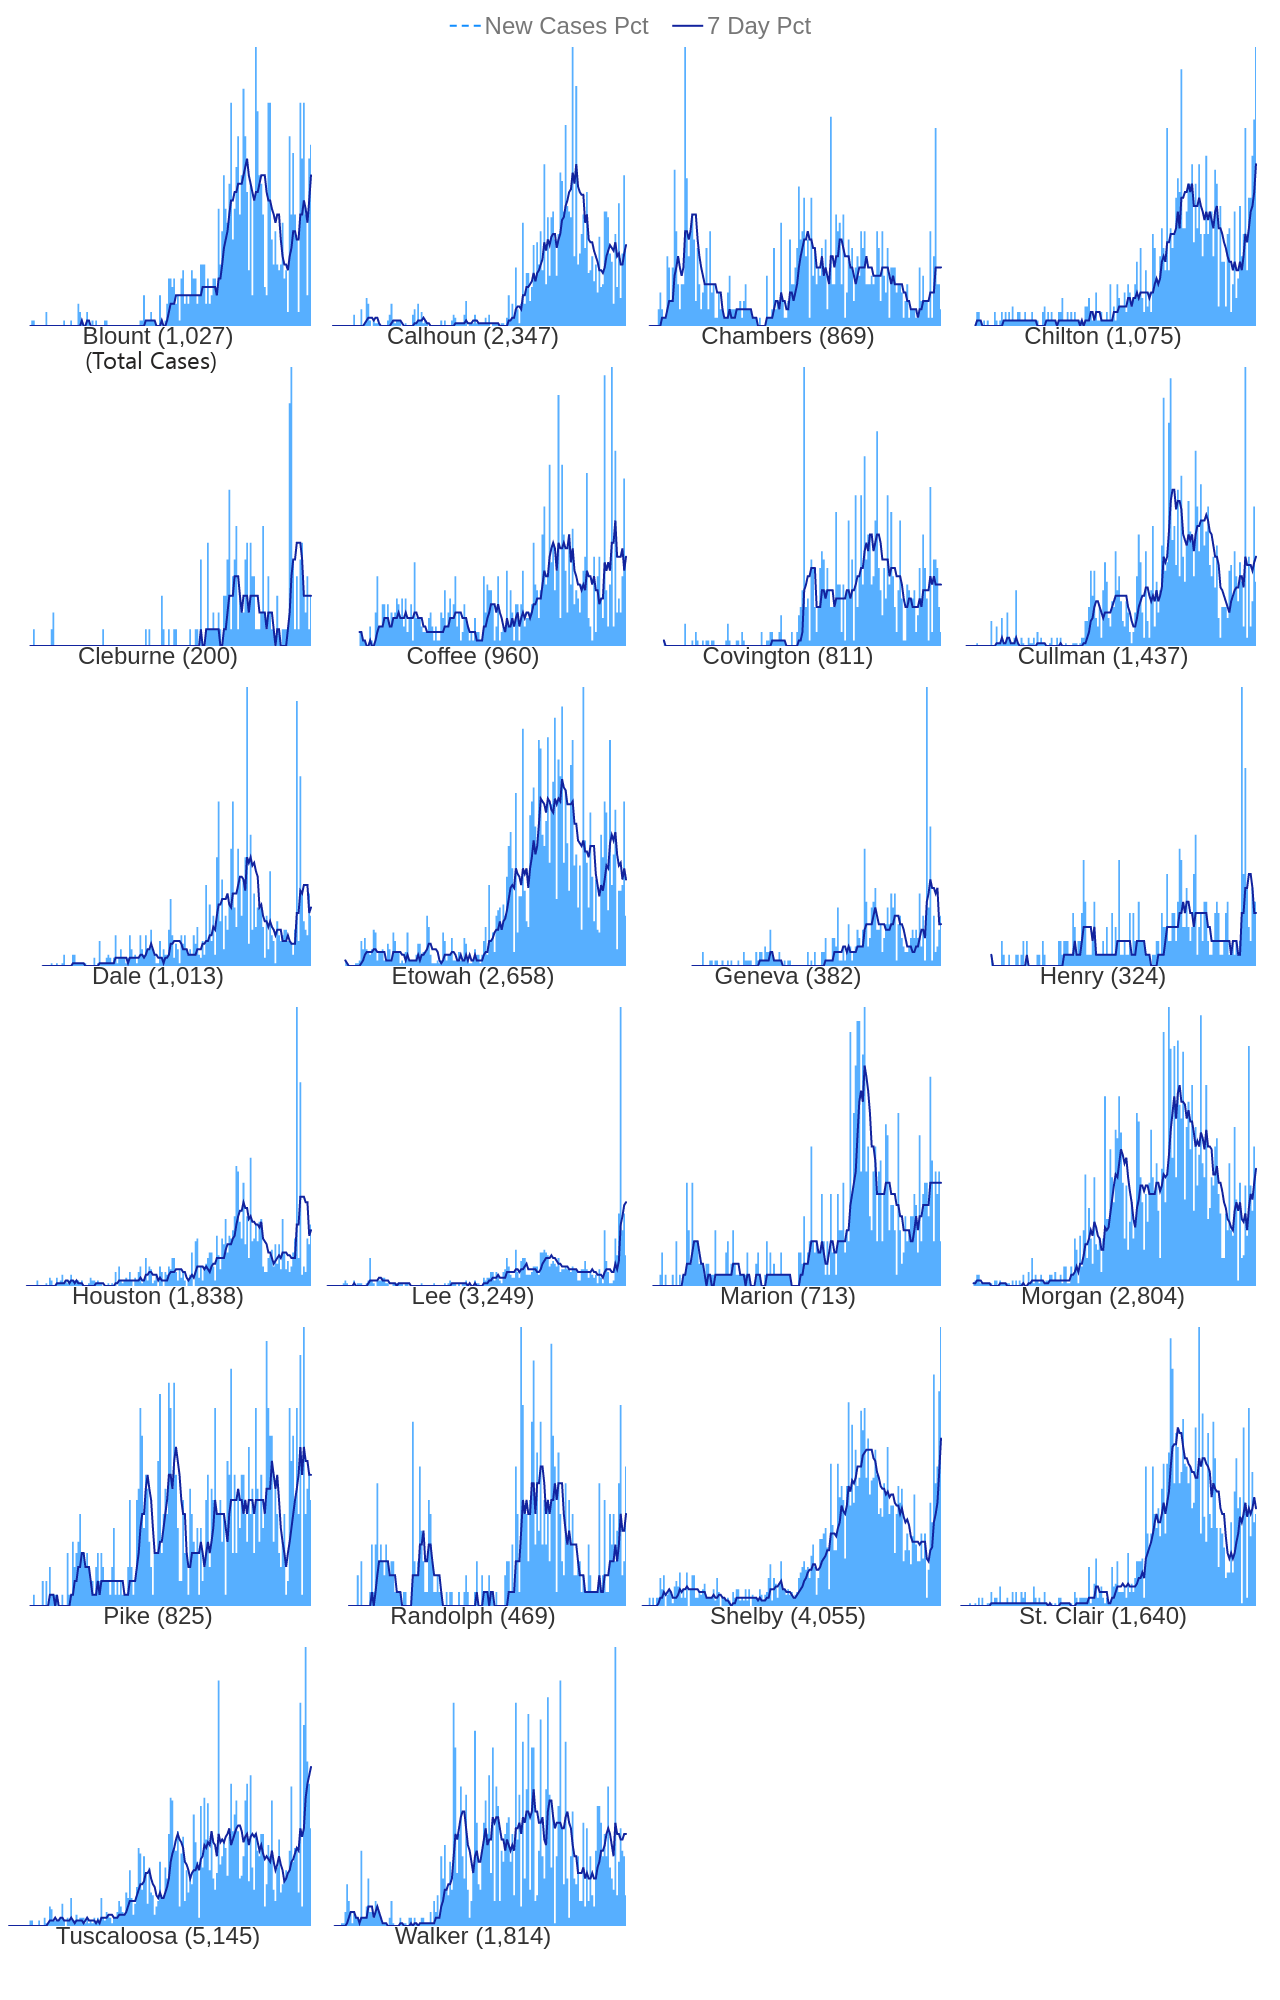 New Cases Pct 7 Day Pct
Blount (1,027) Calhoun (2,347) Chambers (869) Chilton (1,075)
(Total Cases)
Cleburne (200) Coffee (960) Covington (811) Cullman (1,437)
Dale (1,013) Etowah (2,658) Geneva (382) Henry (324)
Houston (1,838) Lee (3,249) Marion (713) Morgan (2,804)
Pike (825) Randolph (469) Shelby (4,055) St. Clair (1,640)
Tuscaloosa (5,145) Walker (1,814)